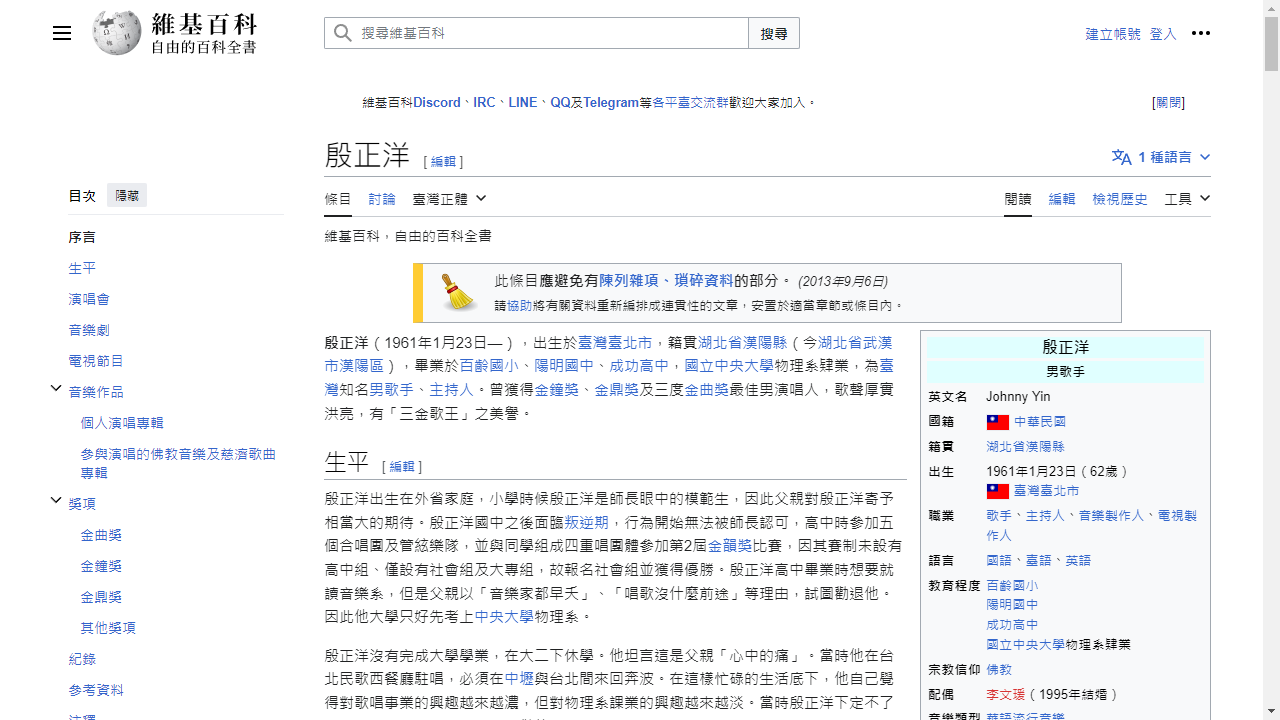 維基百科
自由的百科全書
搜尋維基百科
搜尋
建立帳號 登入
維基百科Discord、IRC、LINE、QQ及Telegram等各平臺交流群歡迎大家加入。
[關閉]
殷正洋 [ 編輯 ]
1 種語言
目次 隱藏
序言
生平
演唱會
音樂劇
電視節目
音樂作品
個人演唱專輯
參與演唱的佛教音樂及慈濟歌曲
專輯
獎項
金曲獎
金鐘獎
金鼎獎
其他獎項
紀錄
參考資料
注釋
條目 討論 臺灣正體
閱讀 編輯 檢視歷史 工具
維基百科，自由的百科全書
此條目應避免有陳列雜項、瑣碎資料的部分。 (2013年9月6日)
請協助將有關資料重新編排成連貫性的文章，安置於適當章節或條目內。
殷正洋（1961年1月23日—），出生於臺灣臺北市，籍貫湖北省漢陽縣（今湖北省武漢
市漢陽區），畢業於百齡國小、陽明國中、成功高中，國立中央大學物理系肄業，為臺
灣知名男歌手、主持人。曾獲得金鐘獎、金鼎獎及三度金曲獎最佳男演唱人，歌聲厚實
洪亮，有「三金歌王」之美譽。
生平 [ 編輯 ]
殷正洋出生在外省家庭，小學時候殷正洋是師長眼中的模範生，因此父親對殷正洋寄予
相當大的期待。殷正洋國中之後面臨叛逆期，行為開始無法被師長認可，高中時參加五
個合唱團及管絃樂隊，並與同學組成四重唱團體參加第2屆金韻獎比賽，因其賽制未設有
高中組、僅設有社會組及大專組，故報名社會組並獲得優勝。殷正洋高中畢業時想要就
讀音樂系，但是父親以「音樂家都早夭」、「唱歌沒什麼前途」等理由，試圖勸退他。
因此他大學只好先考上中央大學物理系。
殷正洋沒有完成大學學業，在大二下休學。他坦言這是父親「心中的痛」。當時他在台
北民歌西餐廳駐唱，必須在中壢與台北間來回奔波。在這樣忙碌的生活底下，他自己覺
得對歌唱事業的興趣越來越濃，但對物理系課業的興趣越來越淡。當時殷正洋下定不了
殷正洋
男歌手
英文名 Johnny Yin
國籍 中華民國
籍貫 湖北省漢陽縣
出生 1961年1月23日（62歲）
臺灣臺北市
職業 歌手、主持人、音樂製作人、電視製
作人
語言 國語、臺語、英語
教育程度 百齡國小
陽明國中
成功高中
國立中央大學物理系肄業
宗教信仰 佛教
配偶 李文瑗（1995年結婚）
音樂類型 華語流行音樂